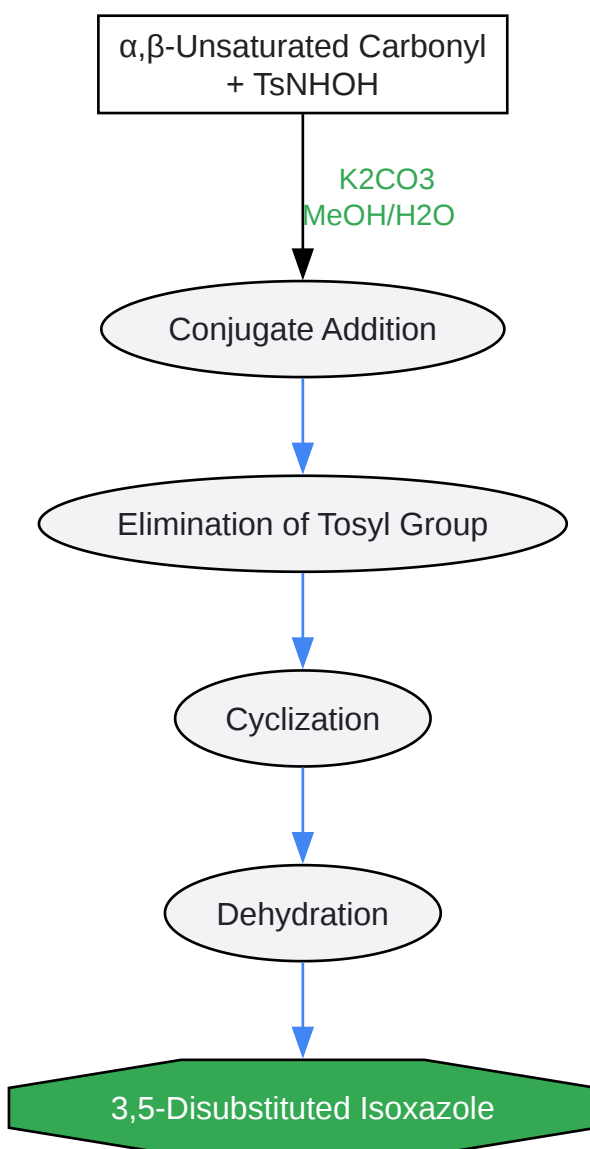 α,β-Unsaturated Carbonyl
+ TsNHOH
K2CO3
MeOH/H2O
Conjugate Addition
Elimination of Tosyl Group
Cyclization
Dehydration
3,5-Disubstituted Isoxazole